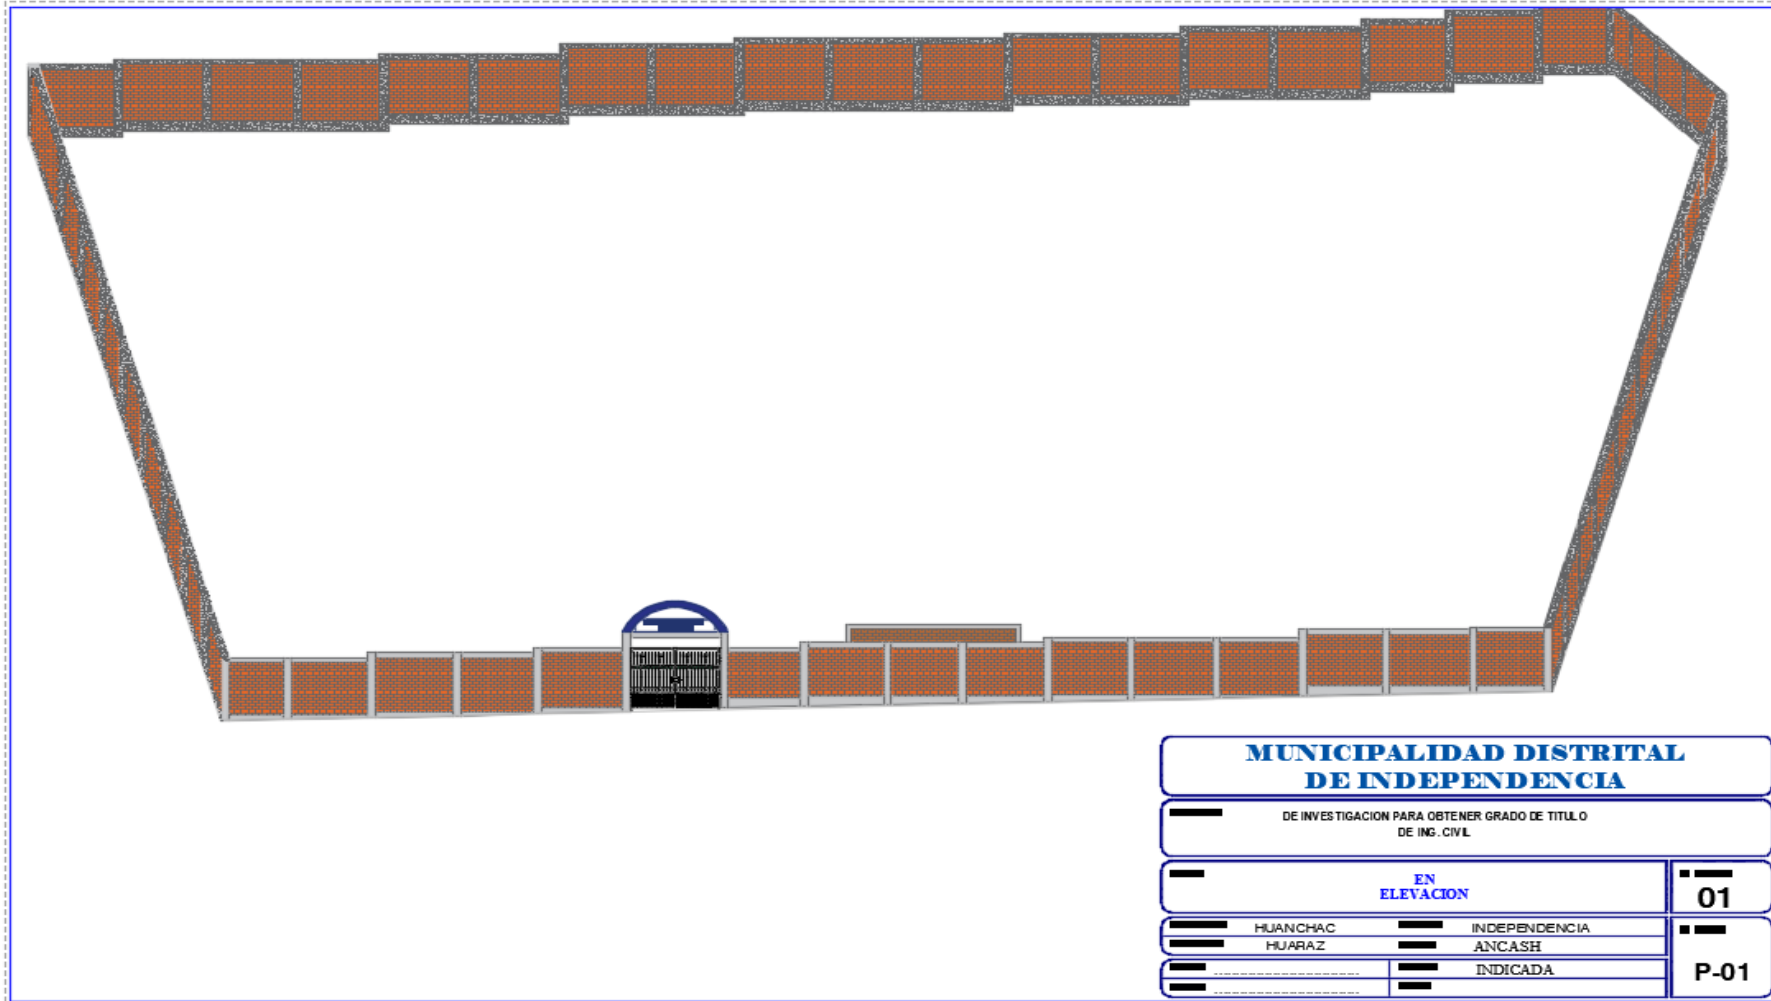 MUNICIPALIDAD DISTRITAL
DE INDEPENDENCIA
DE INVESTIGACION PARA OBTENER GRADO DE TITULO
DE ING. CIVIL
EN
ELEVACION
01
HUANCHAC
INDEPENDENCIA
HUARAZ
ANCASH
INDICADA
P-01